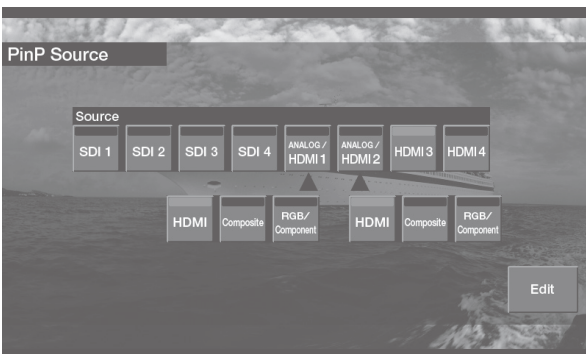 PinP Source
Source
SDI 1
SDI 2
SDI 3
SDI 4
ANALOG /
HDMI 1
ANALOG /
HDMI 2
HDMI 3
HDMI 4
HDMI
Composite
RGB/
Component
HDMI
Composite
RGB/
Component
Edit